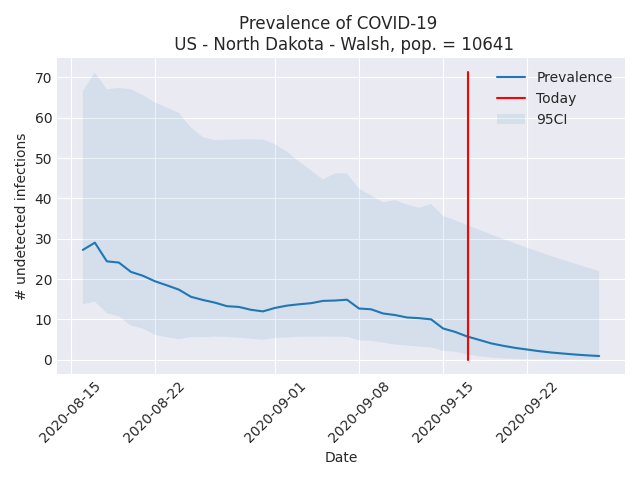 Prevalence of COVID-19
US - North Dakota - Walsh, pop. = 10641
Prevalence
Today
95CI
# undetected infections
70
60
50
40
30
20
10
0
2020-08-15
2020-08-22
2020-09-01
2020-09-08
2020-09-15
2020-09-22
Date